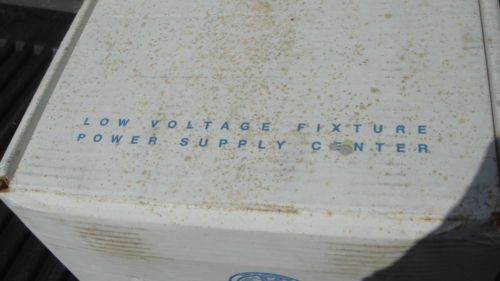 LOW VOLTAGE FIXTURE
POWER SUPPLY CENTER